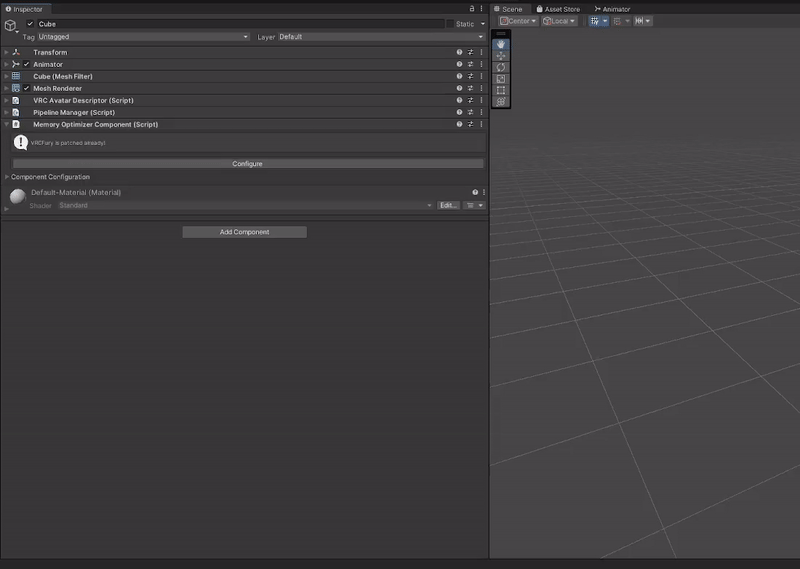 Inspector
Scene
Asset Store
Animator
Cube
Static
Center
Local
Tag
Untagged
Layer
Default
Transform
Animator
Cube (Mesh Filter)
Mesh Renderer
VRC Avatar Descriptor (Script)
Pipeline Manager (Script)
Memory Optimizer Component (Script)
VRCFury is patched already!
Configure
Component Configuration
Default-Material (Material)
Shader
Standard
Edit...
Add Component